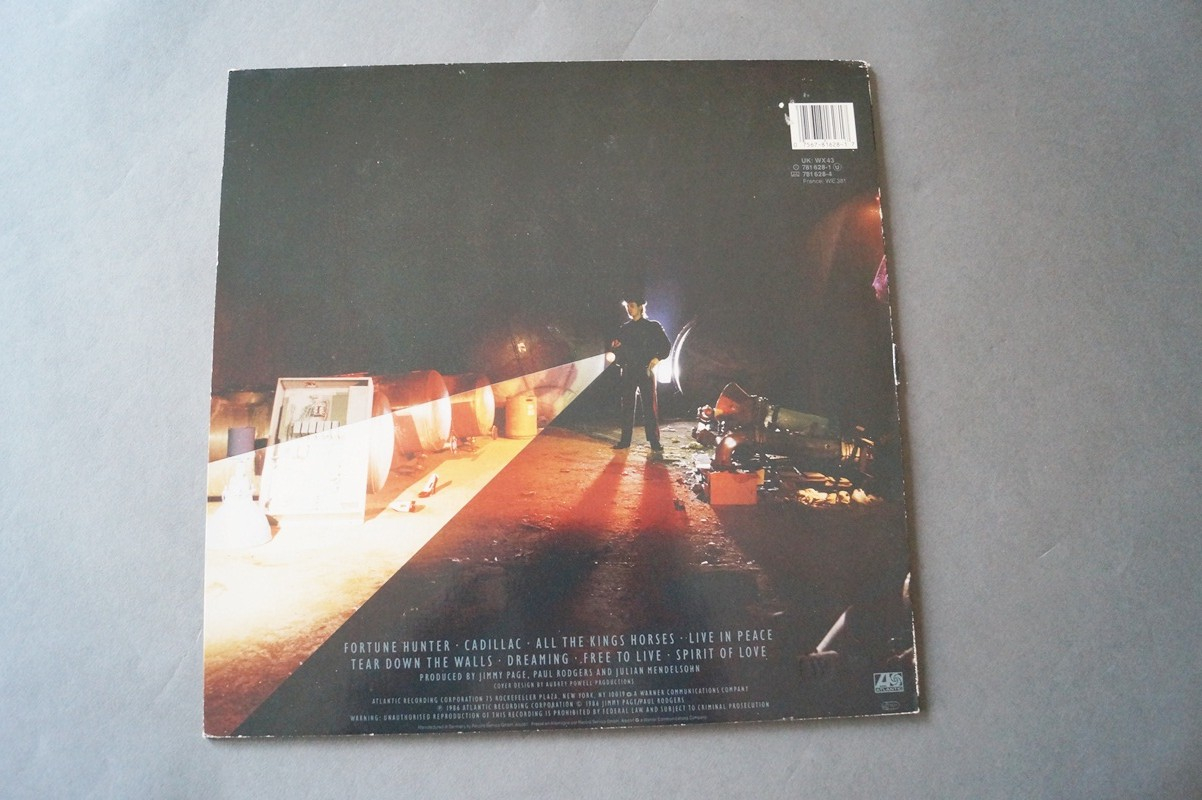 UK: WX43
781 628-1 U
781 628-4
France: WE 381
FORTUNE HUNTER · CADILLAC · ALL THE KINGS HORSES · LIVE IN PEACE
TEAR DOWN THE WALLS · DREAMING · FREE TO LIVE · SPIRIT OF LOVE
PRODUCED BY JIMMY PAGE, PAUL RODGERS AND JULIAN MENDELSOHN
COVER DESIGN BY AUBREY POWELL PRODUCTIONS
ATLANTIC RECORDING CORPORATION 75 ROCKEFELLER PLAZA, NEW YORK, NY 10019 A WARNER COMMUNICATIONS COMPANY
℗ 1986 ATLANTIC RECORDING CORPORATION © 1986 JIMMY PAGE/PAUL RODGERS
WARNING: UNAUTHORISED REPRODUCTION OF THIS RECORDING IS PROHIBITED BY FEDERAL LAW AND SUBJECT TO CRIMINAL PROSECUTION
ATLANTIC